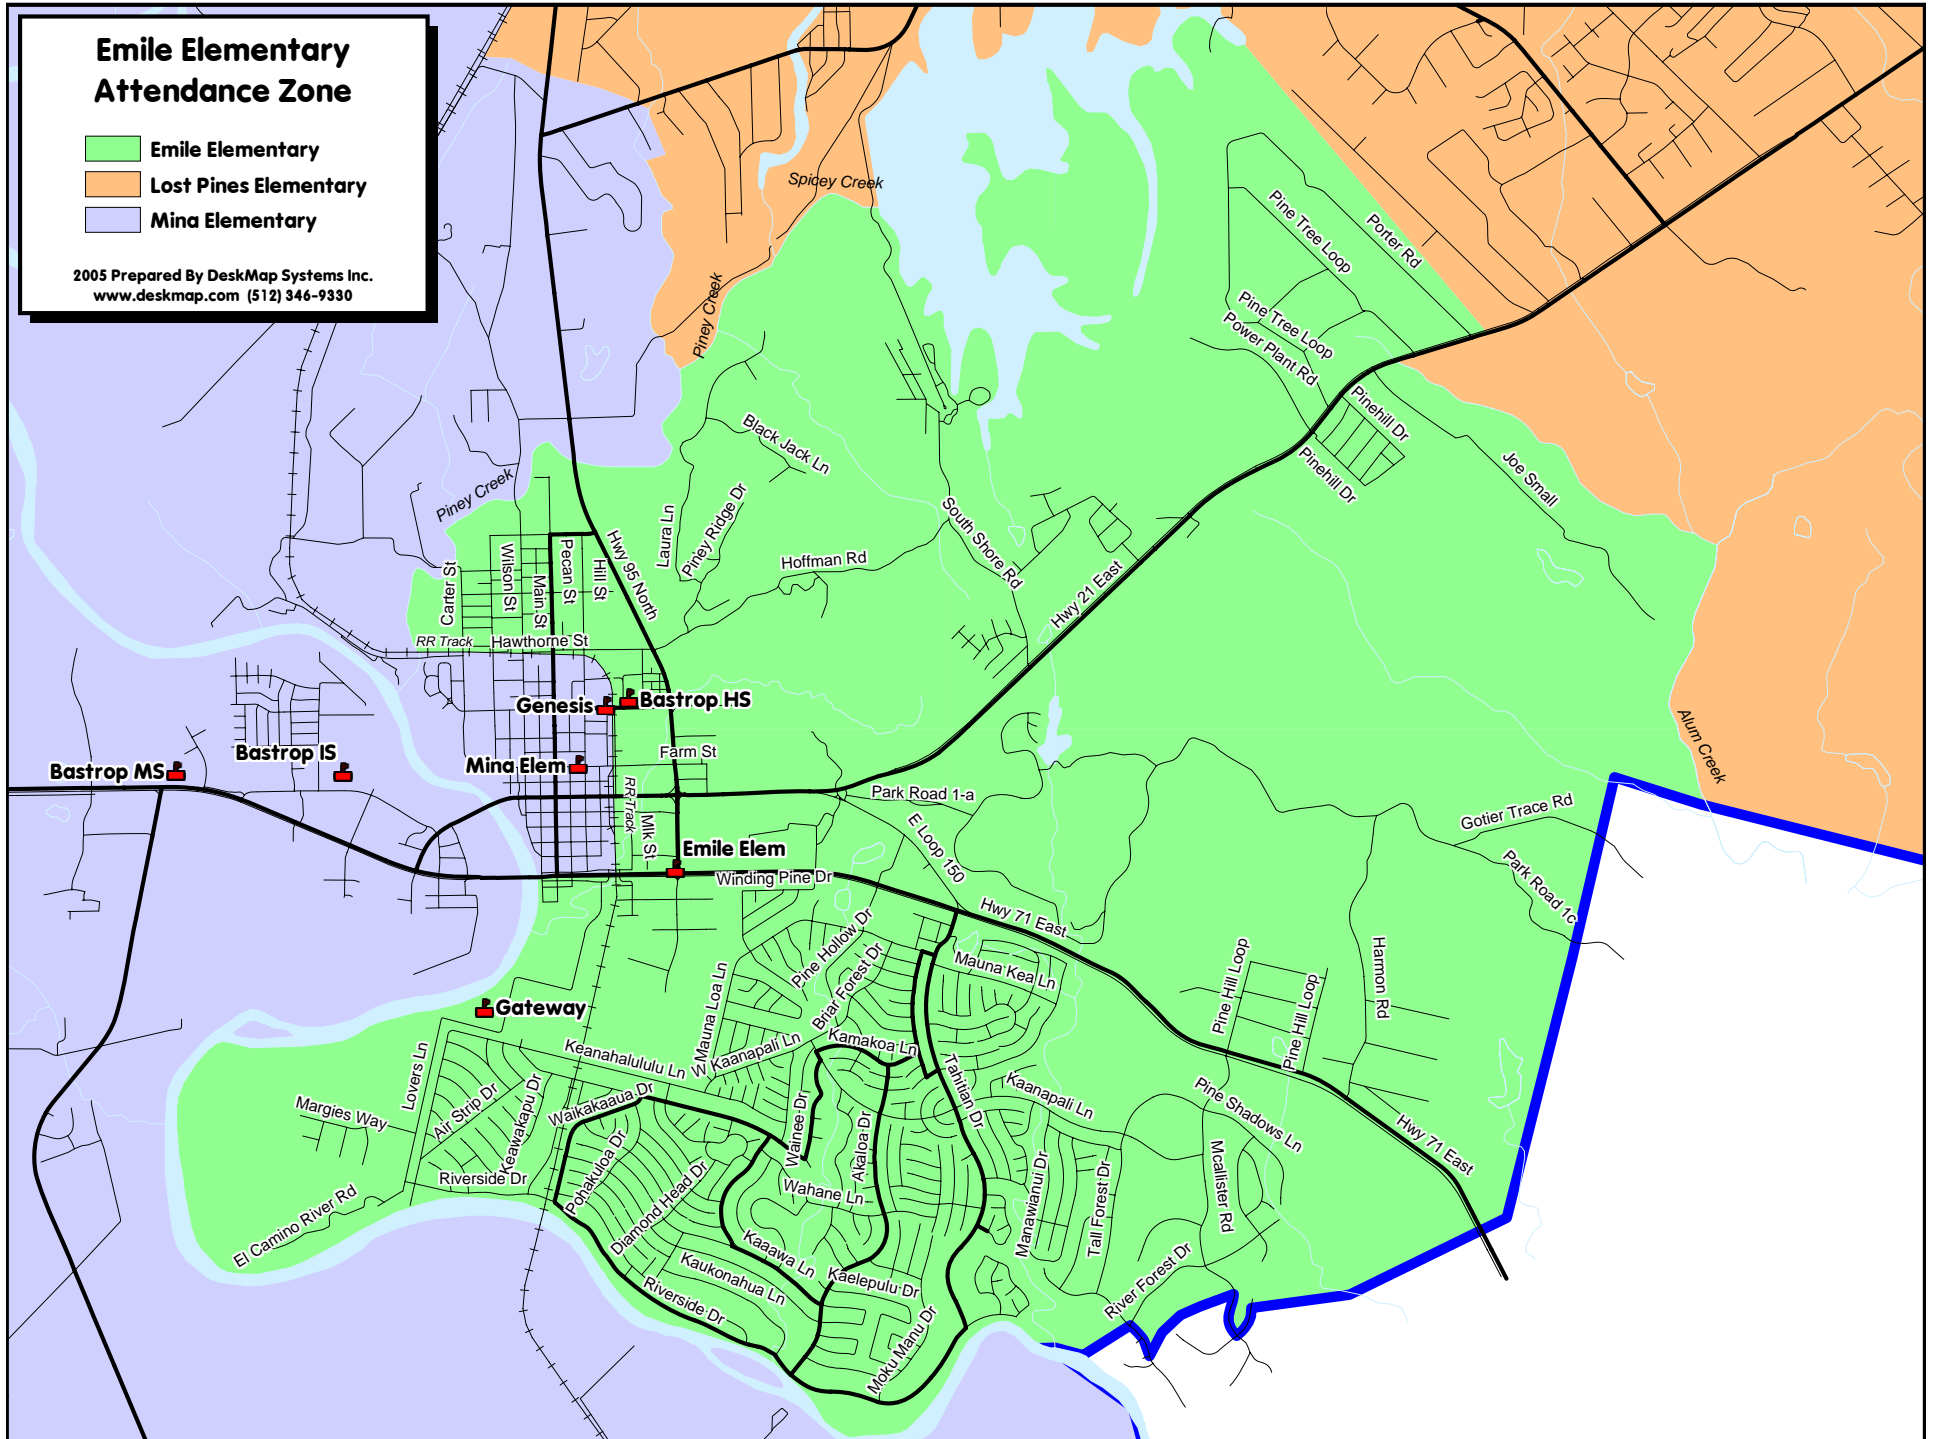 Emile Elementary
Attendance Zone
Emile Elementary
Lost Pines Elementary
Mina Elementary
2005 Prepared By DeskMap Systems Inc.
www.deskmap.com (512) 346-9330
Spicey Creek
Piney Creek
Pine Tree Loop
Porter Rd
Pine Tree Loop
Power Plant Rd
Pinehill Dr
Pinehill Dr
Joe Small
Black Jack Ln
Piney Creek
Laura Ln
Piney Ridge Dr
Hoffman Rd
South Shore Rd
Hwy 21 East
Hwy 95 North
Carter St
Wilson St
Main St
Pecan St
Hill St
RR Track
Hawthorne St
Genesis
Bastrop HS
Farm St
Mina Elem
Bastrop IS
Bastrop MS
RR Track
Mlk St
Emile Elem
Winding Pine Dr
Park Road 1-a
E Loop 150
Hwy 71 East
Alum Creek
Gotier Trace Rd
Park Road 1c
Harmon Rd
Pine Hill Loop
Pine Hill Loop
Mauna Kea Ln
Pine Hollow Dr
Briar Forest Dr
W Mauna Loa Ln
Kaanapali Ln
Kamakoa Ln
Gateway
Keanahalululu Ln
Lovers Ln
Margies Way
Air Strip Dr
Keawakapu Dr
Waikakaaua Dr
Riverside Dr
El Camino River Rd
Pohakuloa Dr
Diamond Head Dr
Wainee Dr
Akaloa Dr
Wahane Ln
Tahitian Dr
Kaanapali Ln
Pine Shadows Ln
Hwy 71 East
Manawianui Dr
Tall Forest Dr
Mcallister Rd
River Forest Dr
Kaaawa Ln
Kaukonahua Ln
Kaelepulu Dr
Riverside Dr
Moku Manu Dr